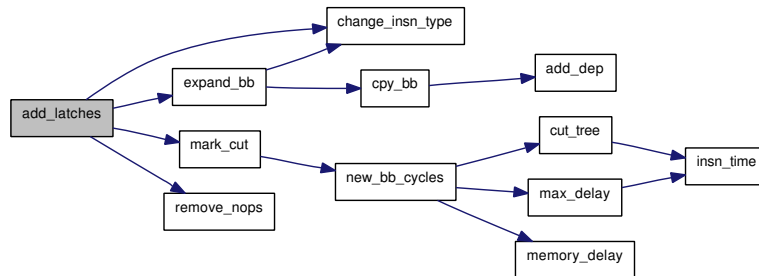 change_insn_type
add_dep
expand_bb
cpy_bb
add_latches
cut_tree
mark_cut
insn_time
new_bb_cycles
max_delay
remove_nops
memory_delay